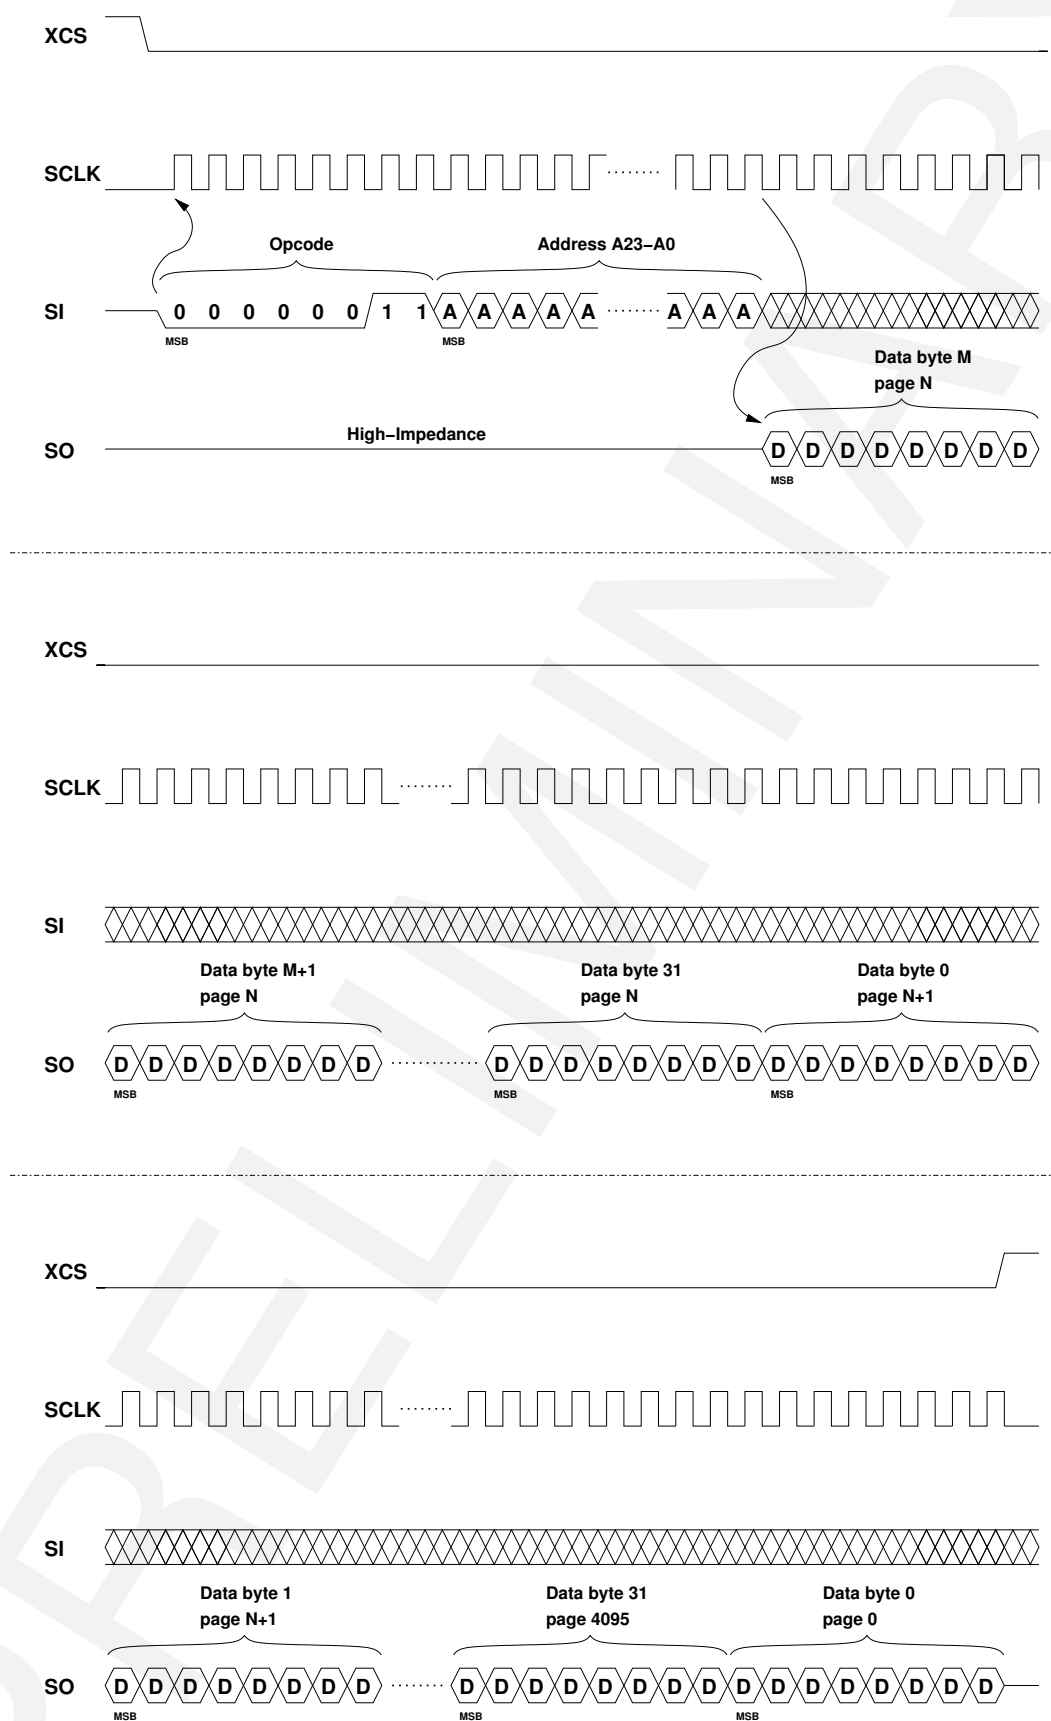 XCS
SCLK
Opcode Address A23–A0
SI 0 0 0 0 0 0 1 1 A A A A A ········ A A A
MSB MSB
Data byte M
page N
High–Impedance
SO D D D D D D D D
MSB
XCS
SCLK ········
SI
Data byte M+1 Data byte 31 Data byte 0
page N page N page N+1
SO D D D D D D D D ············· D D D D D D D D D D D D D D D D
MSB MSB MSB
XCS
SCLK ········
SI
Data byte 1 Data byte 31 Data byte 0
page N+1 page 4095 page 0
SO D D D D D D D D ········ D D D D D D D D D D D D D D D D
MSB MSB MSB
PRELIMINARY